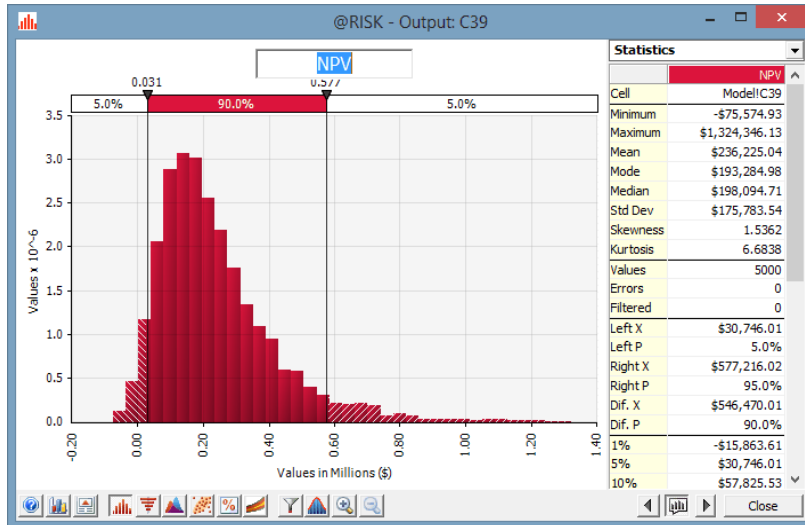 @RISK - Output: C39
NPV
0.031 0.577
5.0% 90.0% 5.0%
3.5
3.0
2.5
2.0
1.5
1.0
0.5
0.0
Values x 10^-6
-0.20 0.00 0.20 0.40 0.60 0.80 1.00 1.20 1.40
Values in Millions ($)
Statistics
NPV
Cell Model!C39
Minimum -$75,574.93
Maximum $1,324,346.13
Mean $236,225.04
Mode $193,284.98
Median $198,094.71
Std Dev $175,783.54
Skewness 1.5362
Kurtosis 6.6838
Values 5000
Errors 0
Filtered 0
Left X $30,746.01
Left P 5.0%
Right X $577,216.02
Right P 95.0%
Dif. X $546,470.01
Dif. P 90.0%
1% -$15,863.61
5% $30,746.01
10% $57,825.53
Close